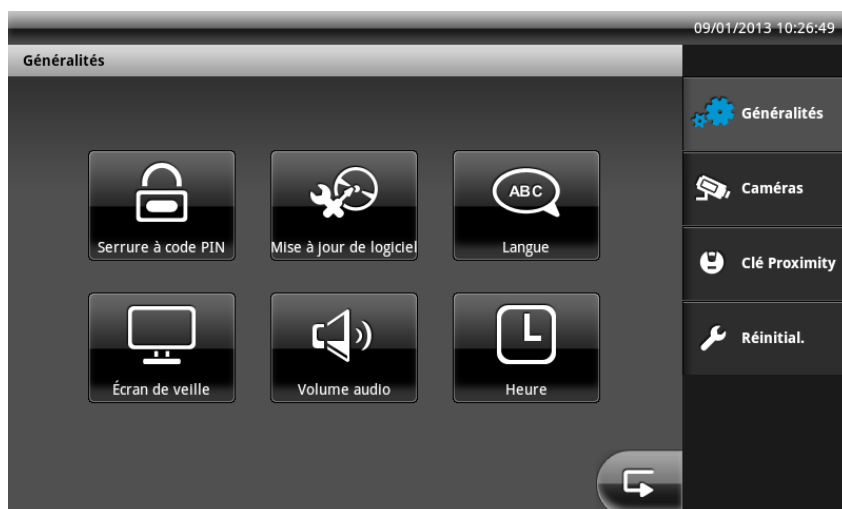 09/01/2013 10:26:49
Généralités
Serrure à code PIN
Mise à jour de logiciel
ABC
Langue
Écran de veille
Volume audio
Heure
Généralités
Caméras
Clé Proximity
Réinitial.